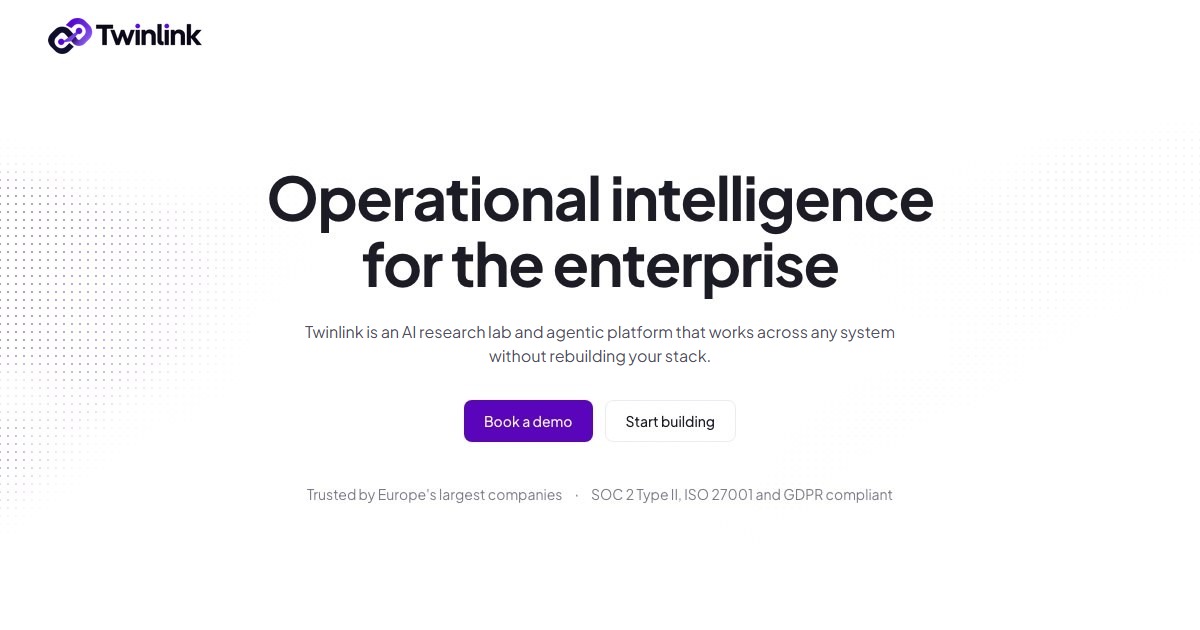 Twinlink
Operational intelligence
for the enterprise
Twinlink is an AI research lab and agentic platform that works across any system
without rebuilding your stack.
Book a demo
Start building
Trusted by Europe's largest companies · SOC 2 Type II, ISO 27001 and GDPR compliant